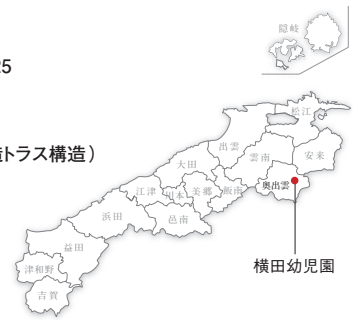 隠岐
25
松江
造トラス構造）
出雲
安来
雲南
大田
奥出雲
江津
川本
美郷
飯南
浜田
邑南
横田幼児園
益田
津和野
吉賀